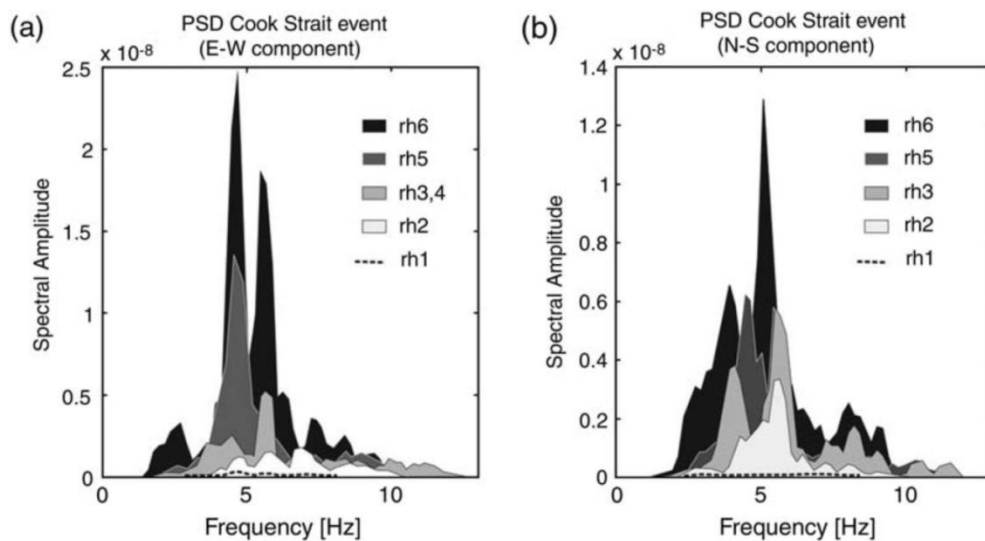 (a)
PSD Cook Strait event
(E-W component)
x 10-8
2.5
2
1.5
1
0.5
0
0
5
10
Spectral Amplitude
Frequency [Hz]
rh6
rh5
rh3,4
rh2
rh1
(b)
PSD Cook Strait event
(N-S component)
x 10-8
1.4
1.2
1
0.8
0.6
0.4
0.2
0
0
5
10
Spectral Amplitude
Frequency [Hz]
rh6
rh5
rh3
rh2
rh1